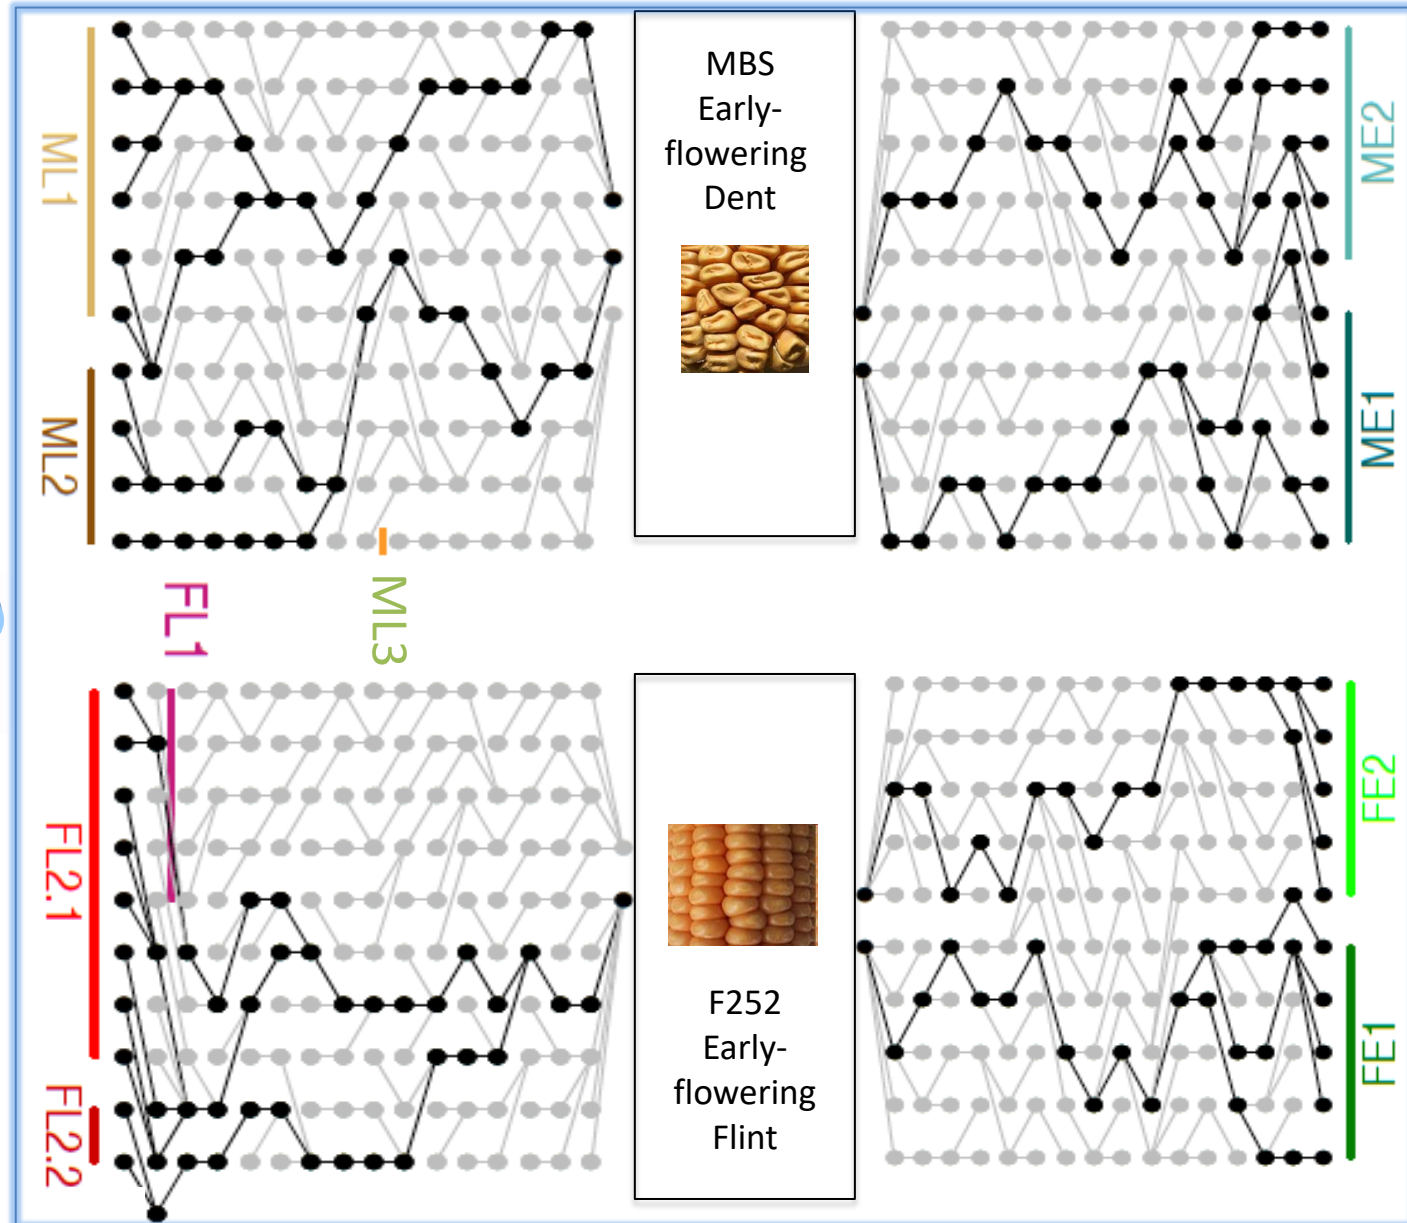 MBS
Early-
flowering
Dent
ML1
ML2
ME2
ME1
FL1
ML3
FL2.1
FL2.2
F252
Early-
flowering
Flint
FE2
FE1